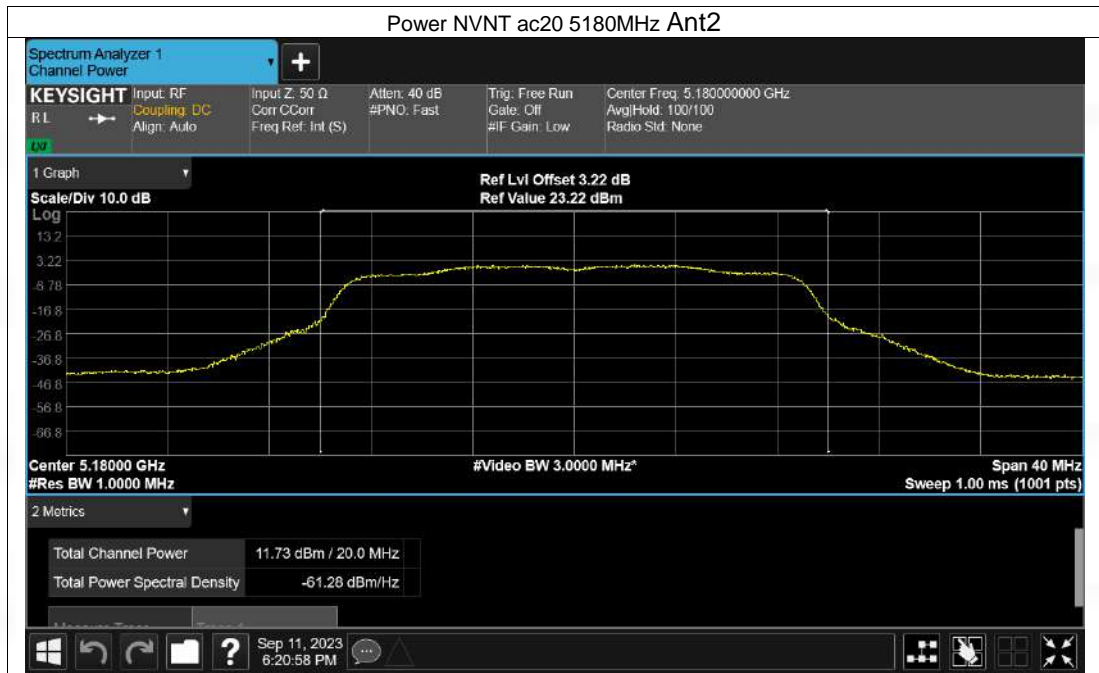 Power NVNT ac20 5180MHz Ant2
Spectrum Analyzer 1
Channel Power
KEYSIGHT Input: RF Input Z: 50 Ω Atten: 40 dB Trig: Free Run Center Freq: 5.180000000 GHz
RL Coupling: DC Corr CCorr #PNO: Fast Gate: Off Avg|Hold: 100/100
Align: Auto Freq Ref: Int (S) #IF Gain: Low Radio Std: None
LXI
1 Graph
Ref Lvl Offset 3.22 dB
Scale/Div 10.0 dB Ref Value 23.22 dBm
Log
13.2
3.22
-6.78
-16.8
-26.8
-36.8
-46.8
-56.8
-66.8
Center 5.18000 GHz #Video BW 3.0000 MHz* Span 40 MHz
#Res BW 1.0000 MHz Sweep 1.00 ms (1001 pts)
2 Metrics
Total Channel Power 11.73 dBm / 20.0 MHz
Total Power Spectral Density -61.28 dBm/Hz
Sep 11, 2023
6:20:58 PM